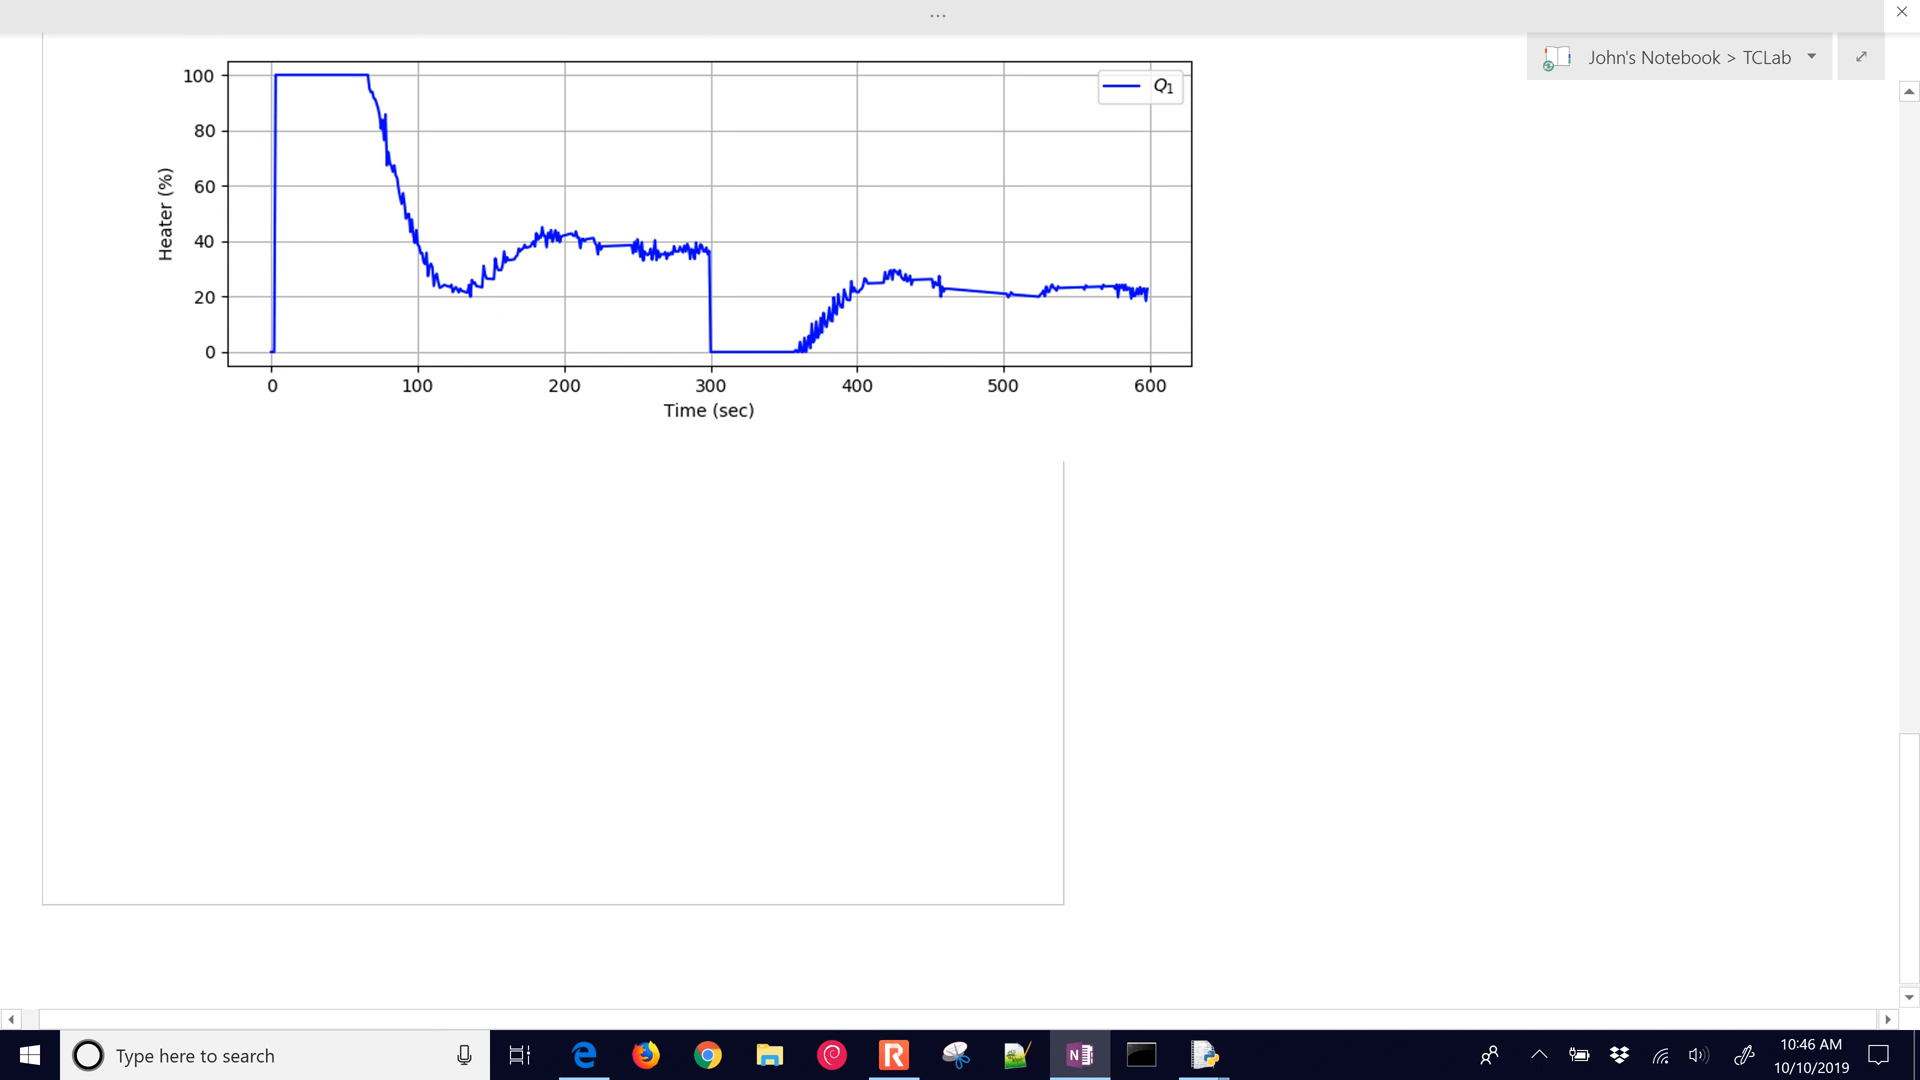 ...
John's Notebook > TCLab
100
80
60
40
20
0
Heater (%)
Q1
0 100 200 300 400 500 600
Time (sec)
Type here to search
10:46 AM
10/10/2019